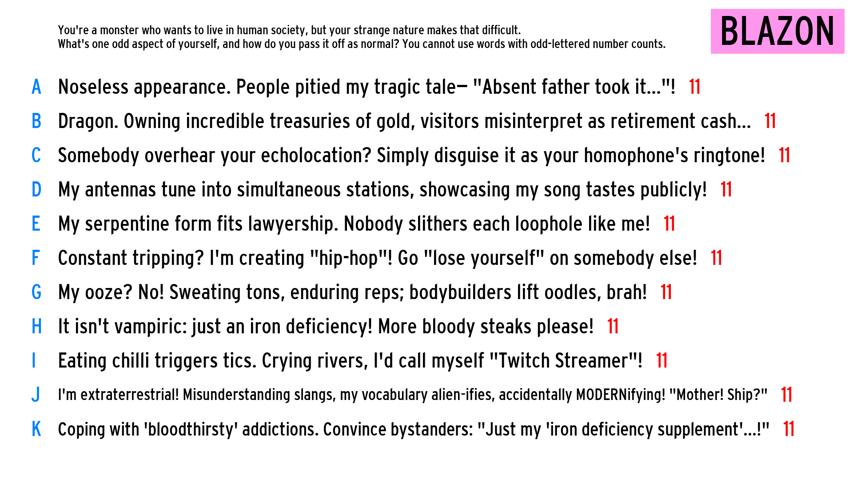 You're a monster who wants to live in human society, but your strange nature makes that difficult.
What's one odd aspect of yourself, and how do you pass it off as normal? You cannot use words with odd-lettered number counts.
BLAZON
A Noseless appearance. People pitied my tragic tale— "Absent father took it..."! 11
B Dragon. Owning incredible treasuries of gold, visitors misinterpret as retirement cash... 11
C Somebody overhear your echolocation? Simply disguise it as your homophone's ringtone! 11
D My antennas tune into simultaneous stations, showcasing my song tastes publicly! 11
E My serpentine form fits lawyership. Nobody slithers each loophole like me! 11
F Constant tripping? I'm creating "hip-hop"! Go "lose yourself" on somebody else! 11
G My ooze? No! Sweating tons, enduring reps; bodybuilders lift oodles, brah! 11
H It isn't vampiric: just an iron deficiency! More bloody steaks please! 11
I Eating chilli triggers tics. Crying rivers, I'd call myself "Twitch Streamer"! 11
J I'm extraterrestrial! Misunderstanding slangs, my vocabulary alien-ifies, accidentally MODERNifying! "Mother! Ship?" 11
K Coping with 'bloodthirsty' addictions. Convince bystanders: "Just my 'iron deficiency supplement'...!" 11